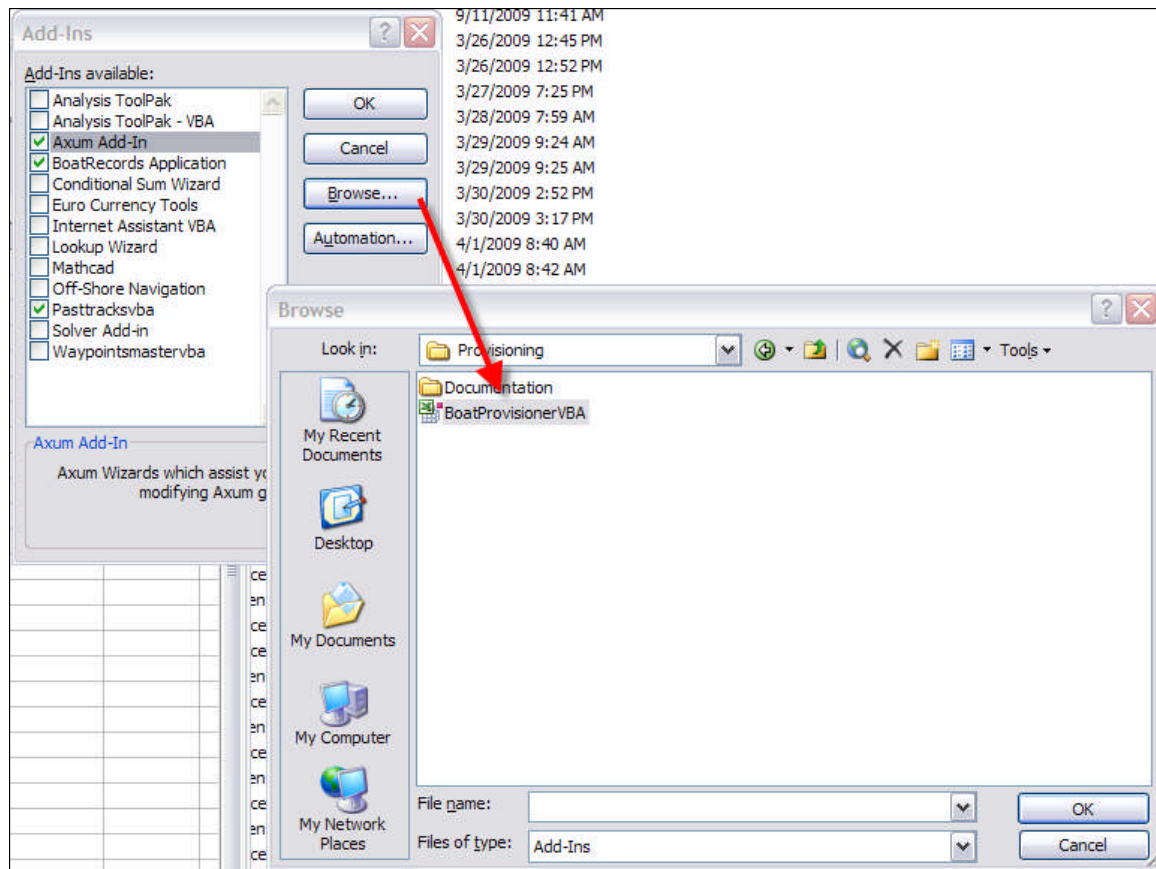 Add-Ins
Add-Ins available:
Analysis ToolPak
Analysis ToolPak - VBA
Axum Add-In
BoatRecords Application
Conditional Sum Wizard
Euro Currency Tools
Internet Assistant VBA
Lookup Wizard
Mathcad
Off-Shore Navigation
Pasttracksvba
Solver Add-in
Waypointsmastervba
OK
Cancel
Browse...
Automation...
Axum Add-In
Axum Wizards which assist
modifying Axum
9/11/2009 11:41 AM
3/26/2009 12:45 PM
3/26/2009 12:52 PM
3/27/2009 7:25 PM
3/28/2009 7:59 AM
3/29/2009 9:24 AM
3/29/2009 9:25 AM
3/30/2009 2:52 PM
3/30/2009 3:17 PM
4/1/2009 8:40 AM
4/1/2009 8:42 AM
Browse
Look in:
Provisioning
Tools
My Recent
Documents
Desktop
My Documents
My Computer
My Network
Places
Documentation
BoatProvisionerVBA
File name:
OK
Files of type:
Add-Ins
Cancel